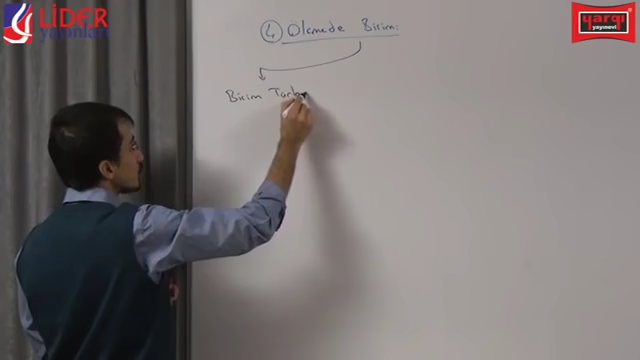 LİDER
yayınları
yargı
yayınevi
4) Ölçmede Birim:
Birim Türle